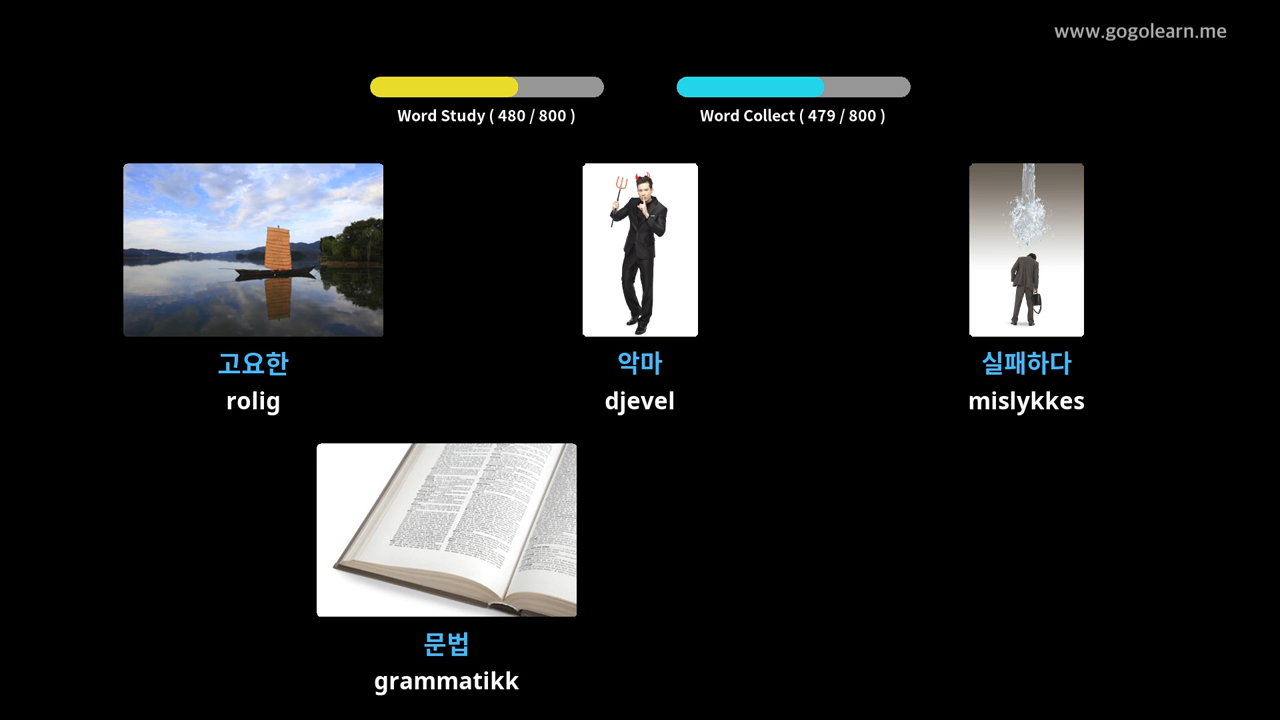 www.gogolearn.me
Word Study ( 480 / 800 )
Word Collect ( 479 / 800 )
고요한
rolig
악마
djevel
실패하다
mislykkes
문법
grammatikk